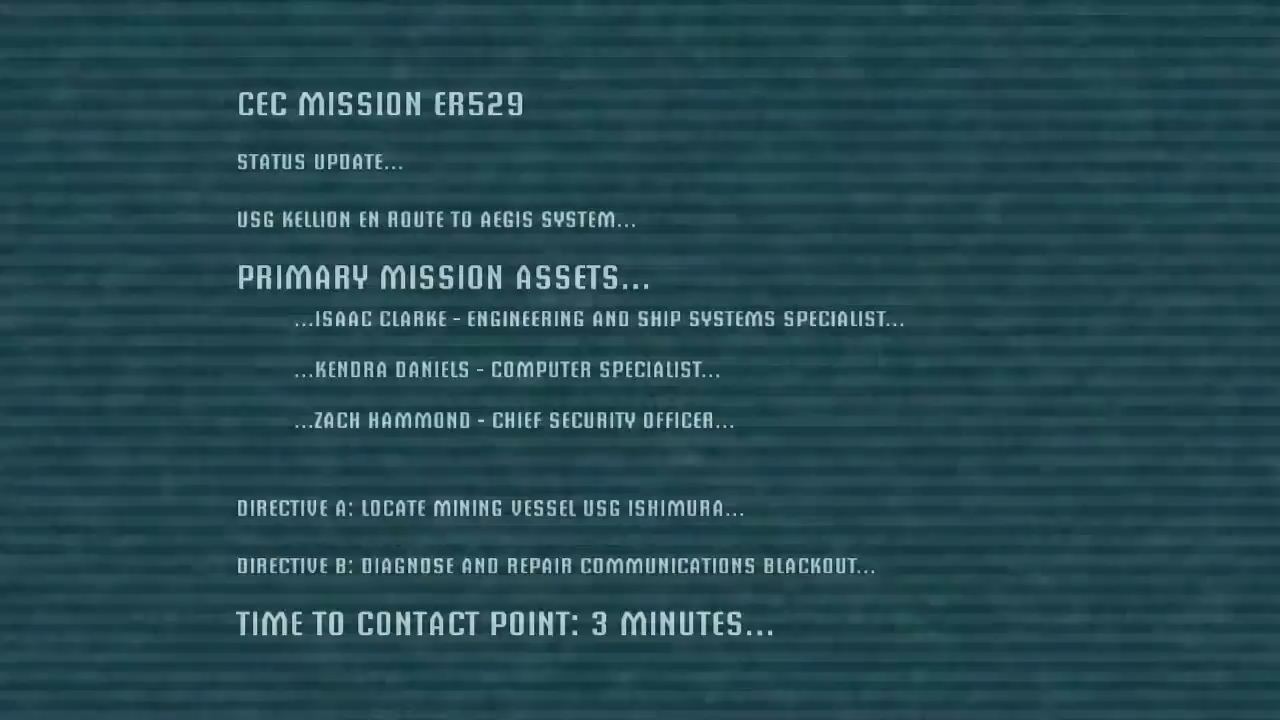 CEC MISSION ER529
STATUS UPDATE...
USG KELLION EN ROUTE TO AEGIS SYSTEM...
PRIMARY MISSION ASSETS...
...ISAAC CLARKE - ENGINEERING AND SHIP SYSTEMS SPECIALIST...
...KENDRA DANIELS - COMPUTER SPECIALIST...
...ZACH HAMMOND - CHIEF SECURITY OFFICER...
DIRECTIVE A: LOCATE MINING VESSEL USG ISHIMURA...
DIRECTIVE B: DIAGNOSE AND REPAIR COMMUNICATIONS BLACKOUT...
TIME TO CONTACT POINT: 3 MINUTES...